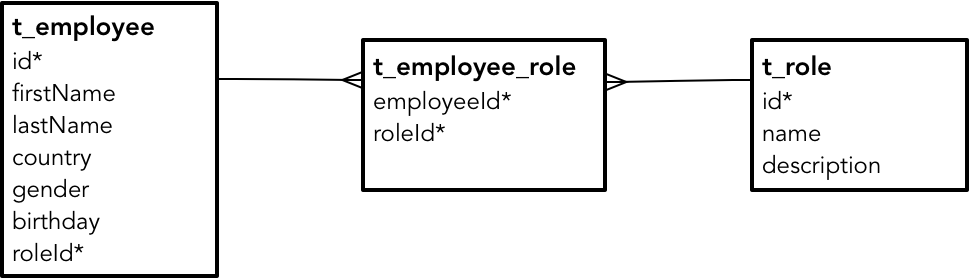 t_employee
id*
firstName
lastName
country
gender
birthday
roleId*
t_employee_role
employeeId*
roleId*
t_role
id*
name
description